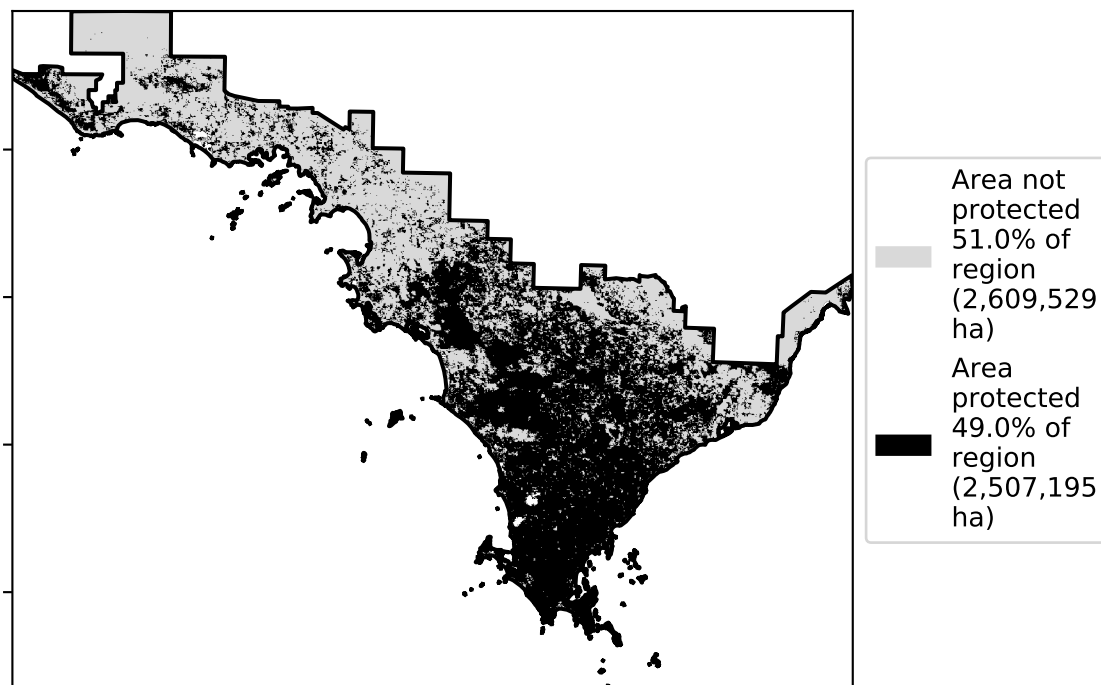 Area not
protected
51.0% of
region
(2,609,529
ha)
Area
protected
49.0% of
region
(2,507,195
ha)